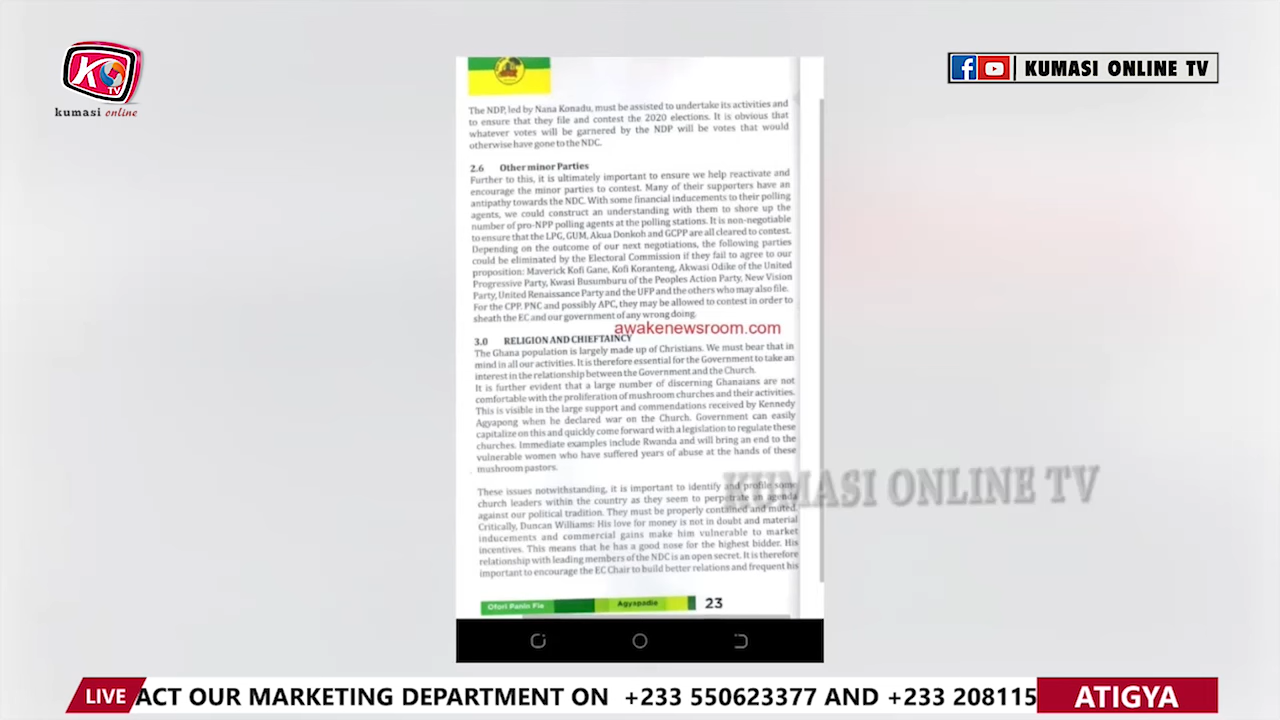 KO
TV
kumasi online
KUMASI ONLINE TV
The NDP, led by Nana Konadu, must be assisted to undertake its activities and
to ensure that they file and contest the 2020 elections. It is obvious that
whatever votes will be garnered by the NDP will be votes that would
otherwise have gone to the NDC.
2.6 Other minor Parties
Further to this, it is ultimately important to ensure we help reactivate and
encourage the minor parties to contest. Many of their supporters have an
antipathy towards the NDC. With some financial inducements to their polling
agents, we could construct an understanding with them to shore up the
number of pro-NPP polling agents at the polling stations. It is non-negotiable
to ensure that the LPG, GUM, Akua Donkoh and GCPP are all cleared to contest.
Depending on the outcome of our next negotiations, the following parties
could be eliminated by the Electoral Commission if they fail to agree to our
proposition: Maverick Kofi Gane, Kofi Koranteng, Akwasi Odike of the United
Progressive Party, Kwasi Busumburu of the Peoples Action Party, New Vision
Party, United Renaissance Party and the UFP and the others who may also file.
For the CPP, PNC and possibly APC, they may be allowed to contest in order to
sheath the EC and our government of any wrong doing.
awakenewsroom.com
3.0 RELIGION AND CHIEFTAINCY
The Ghana population is largely made up of Christians. We must bear that in
mind in all our activities. It is therefore essential for the Government to take an
interest in the relationship between the Government and the Church.
It is further evident that a large number of discerning Ghanaians are not
comfortable with the proliferation of mushroom churches and their activities.
This is visible in the large support and commendations received by Kennedy
Agyapong when he declared war on the Church. Government can easily
capitalize on this and quickly come forward with a legislation to regulate these
churches. Immediate examples include Rwanda and will bring an end to the
vulnerable women who have suffered years of abuse at the hands of these
mushroom pastors.
KUMASI ONLINE TV
These issues notwithstanding, it is important to identify and profile some
church leaders within the country as they seem to perpetrate an agenda
against our political tradition. They must be properly contained and muted.
Critically, Duncan Williams: His love for money is not in doubt and material
inducements and commercial gains make him vulnerable to market
incentives. This means that he has a good nose for the highest bidder. His
relationship with leading members of the NDC is an open secret. It is therefore
important to encourage the EC Chair to build better relations and frequent his
Ofori Panin Fie Agyapadie 23
LIVE ACT OUR MARKETING DEPARTMENT ON +233 550623377 AND +233 208115 ATIGYA